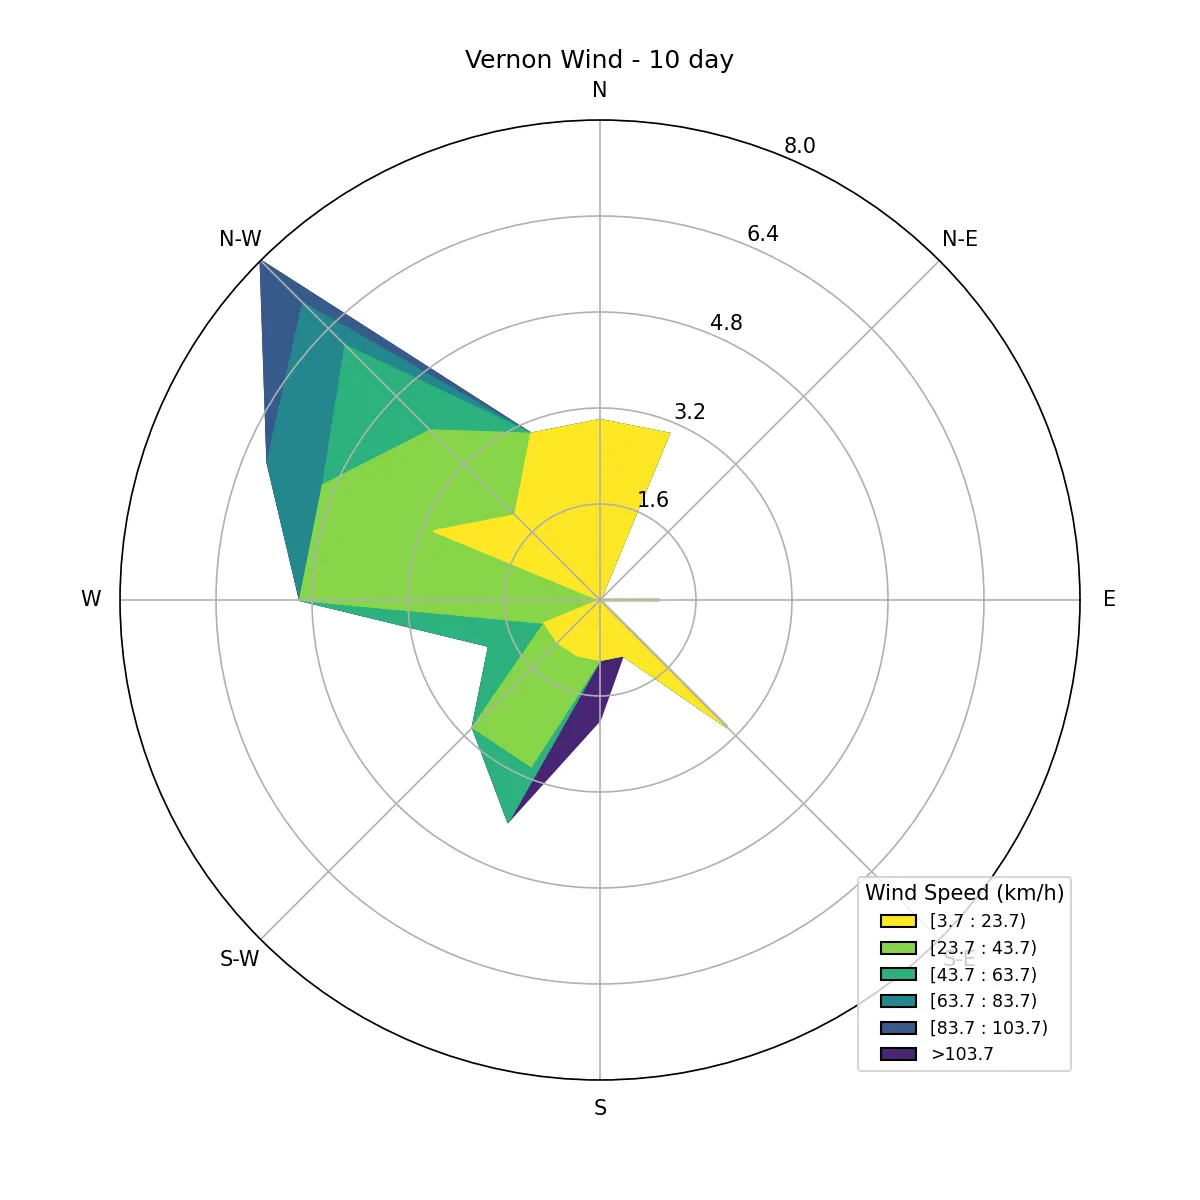 Vernon Wind - 10 day
N
8.0
N-W
N-E
6.4
4.8
3.2
1.6
W
E
S-W
S-E
S
Wind Speed (km/h)
[3.7 : 23.7)
[23.7 : 43.7)
[43.7 : 63.7)
[63.7 : 83.7)
[83.7 : 103.7)
>103.7